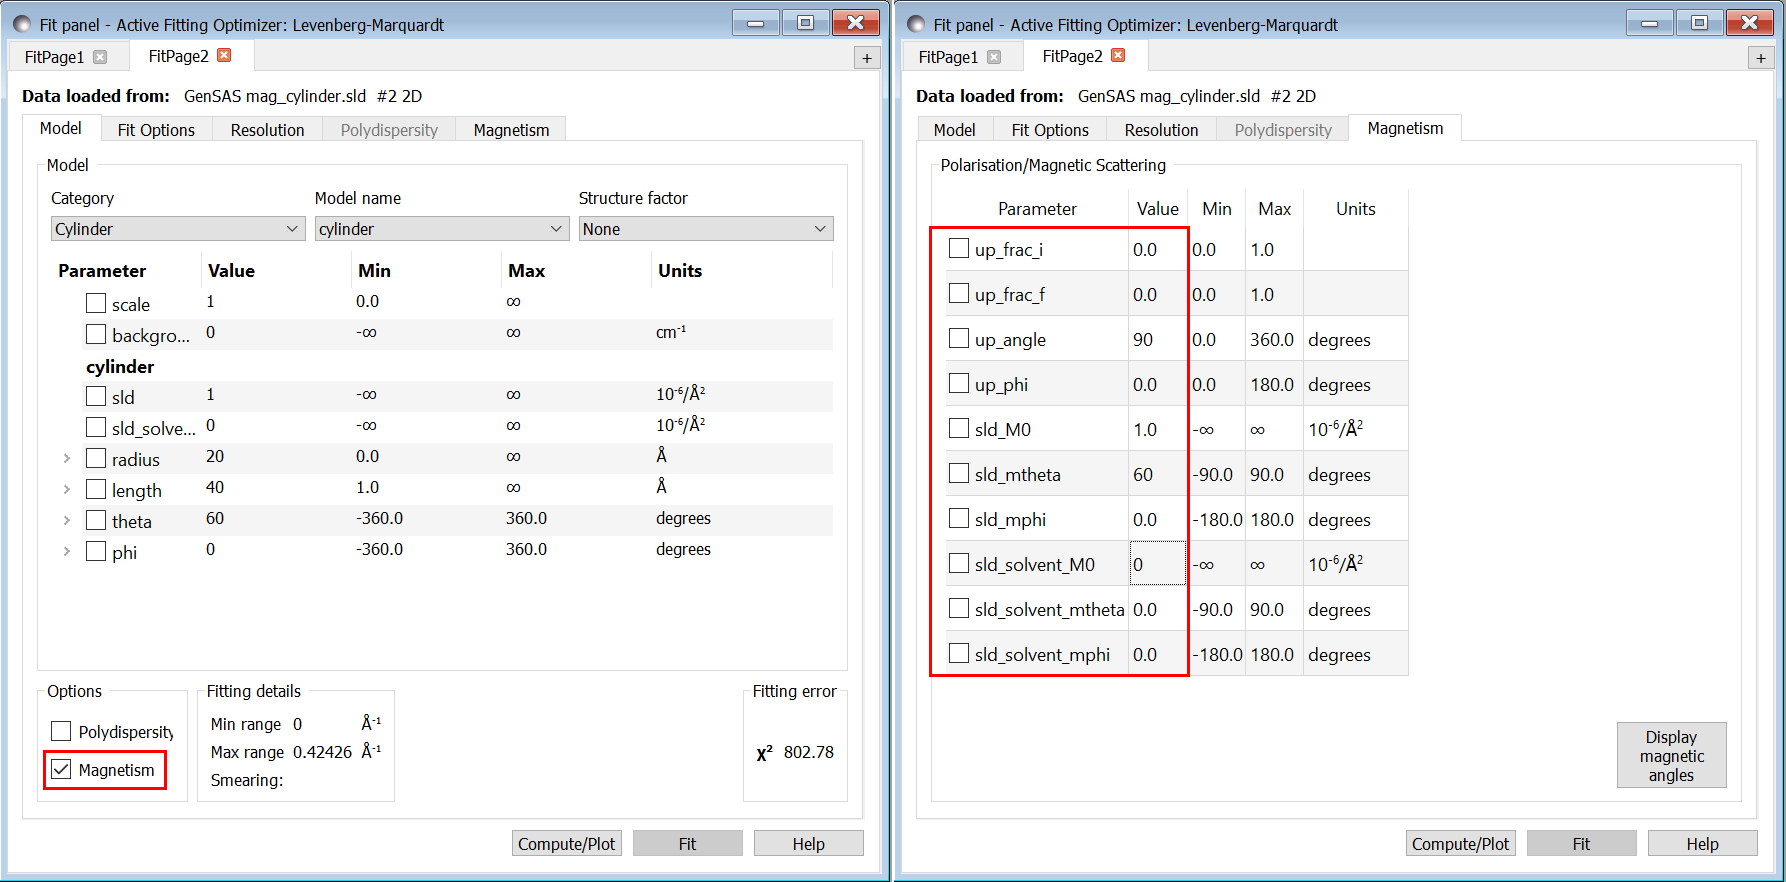 Fit panel - Active Fitting Optimizer: Levenberg-Marquardt
FitPage1 FitPage2 +
Data loaded from: GenSAS mag_cylinder.sld #2 2D
Model Fit Options Resolution Polydispersity Magnetism
Model
Category Model name Structure factor
Cylinder cylinder None
Parameter Value Min Max Units
scale 1 0.0 ∞
backgro... 0 -∞ ∞ cm⁻¹
cylinder
sld 1 -∞ ∞ 10⁻⁶/Å²
sld_solve... 0 -∞ ∞ 10⁻⁶/Å²
radius 20 0.0 ∞ Å
length 40 1.0 ∞ Å
theta 60 -360.0 360.0 degrees
phi 0 -360.0 360.0 degrees
Options Fitting details Fitting error
Polydispersity
Magnetism
Min range 0 Å⁻¹
Max range 0.42426 Å⁻¹
Smearing:
χ² 802.78
Compute/Plot Fit Help
Fit panel - Active Fitting Optimizer: Levenberg-Marquardt
FitPage1 FitPage2 +
Data loaded from: GenSAS mag_cylinder.sld #2 2D
Model Fit Options Resolution Polydispersity Magnetism
Polarisation/Magnetic Scattering
Parameter Value Min Max Units
up_frac_i 0.0 0.0 1.0
up_frac_f 0.0 0.0 1.0
up_angle 90 0.0 360.0 degrees
up_phi 0.0 0.0 180.0 degrees
sld_M0 1.0 -∞ ∞ 10⁻⁶/Å²
sld_mtheta 60 -90.0 90.0 degrees
sld_mphi 0.0 -180.0 180.0 degrees
sld_solvent_M0 0 -∞ ∞ 10⁻⁶/Å²
sld_solvent_mtheta 0.0 -90.0 90.0 degrees
sld_solvent_mphi 0.0 -180.0 180.0 degrees
Display
magnetic
angles
Compute/Plot Fit Help